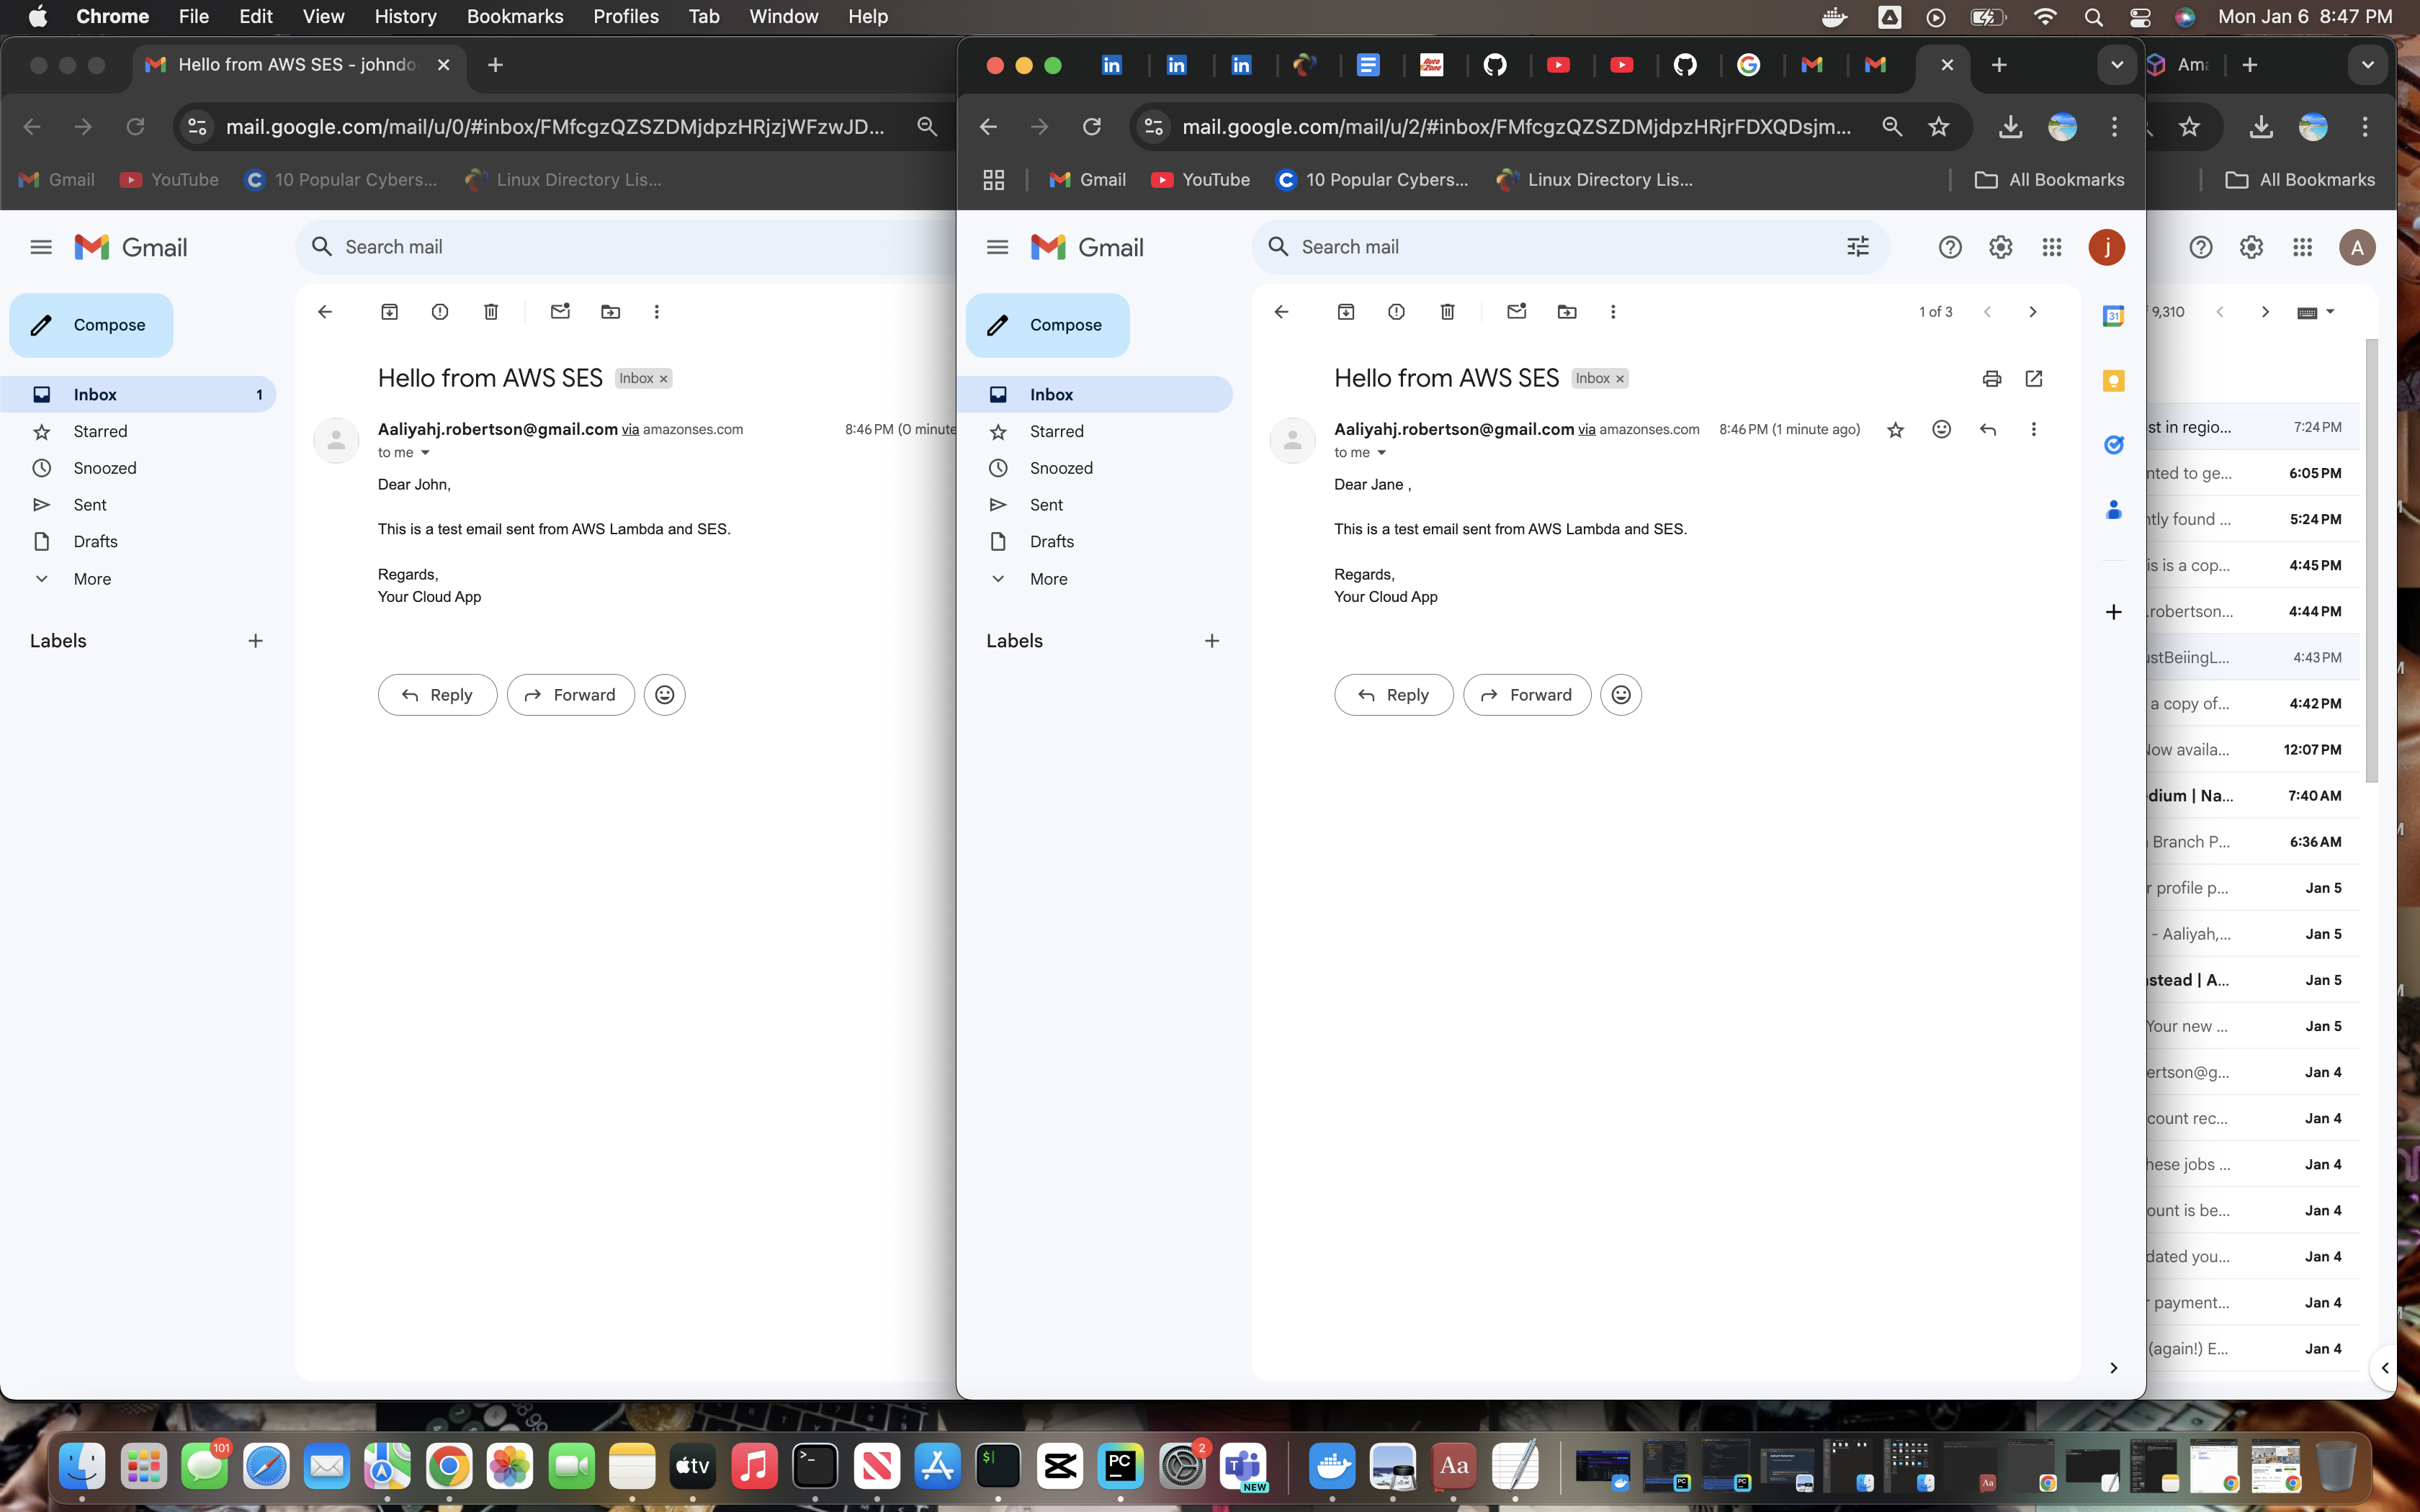 Chrome File Edit View History Bookmarks Profiles Tab Window Help
Mon Jan 6 8:47 PM
Hello from AWS SES - johndo
mail.google.com/mail/u/0/#inbox/FMfcgzQZSZDMjdpzHRjzjWFzwJD...
Gmail YouTube 10 Popular Cybers... Linux Directory Lis...
Gmail
Search mail
Compose
Inbox 1
Starred
Snoozed
Sent
Drafts
More
Labels
Hello from AWS SES Inbox
Aaliyahj.robertson@gmail.com via amazonses.com 8:46 PM (0 minute
to me
Dear John,
This is a test email sent from AWS Lambda and SES.
Regards,
Your Cloud App
Reply Forward
mail.google.com/mail/u/2/#inbox/FMfcgzQZSZDMjdpzHRjrFDXQDsjm...
Gmail YouTube 10 Popular Cybers... Linux Directory Lis... All Bookmarks
Gmail
Search mail
j
Compose
Inbox
Starred
Snoozed
Sent
Drafts
More
Labels
1 of 3
Hello from AWS SES Inbox
Aaliyahj.robertson@gmail.com via amazonses.com 8:46 PM (1 minute ago)
to me
Dear Jane ,
This is a test email sent from AWS Lambda and SES.
Regards,
Your Cloud App
Reply Forward
31
Ama
All Bookmarks
A
9,310
st in regio... 7:24 PM
nted to ge... 6:05 PM
ntly found ... 5:24 PM
is is a cop... 4:45 PM
.robertson... 4:44 PM
ustBeiingL... 4:43 PM
a copy of... 4:42 PM
Now availa... 12:07 PM
edium | Na... 7:40 AM
Branch P... 6:36 AM
r profile p... Jan 5
- Aaliyah,... Jan 5
nstead | A... Jan 5
Your new ... Jan 5
ertson@g... Jan 4
count rec... Jan 4
hese jobs ... Jan 4
ount is be... Jan 4
dated you... Jan 4
r payment... Jan 4
(again!) E... Jan 4
101
tv
PC
2
NEW
Aa